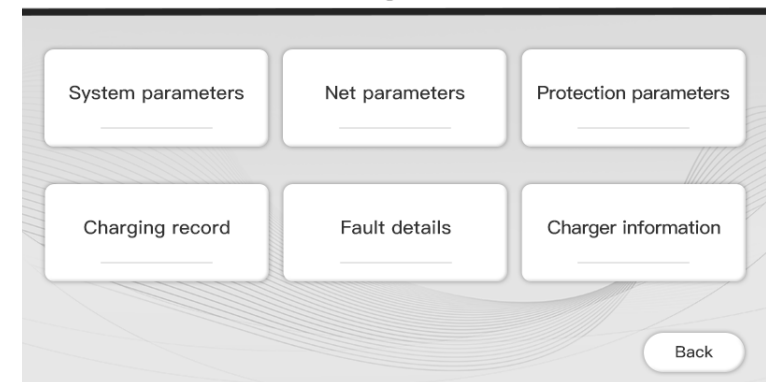 System parameters
Net parameters
Protection parameters
Charging record
Fault details
Charger information
Back